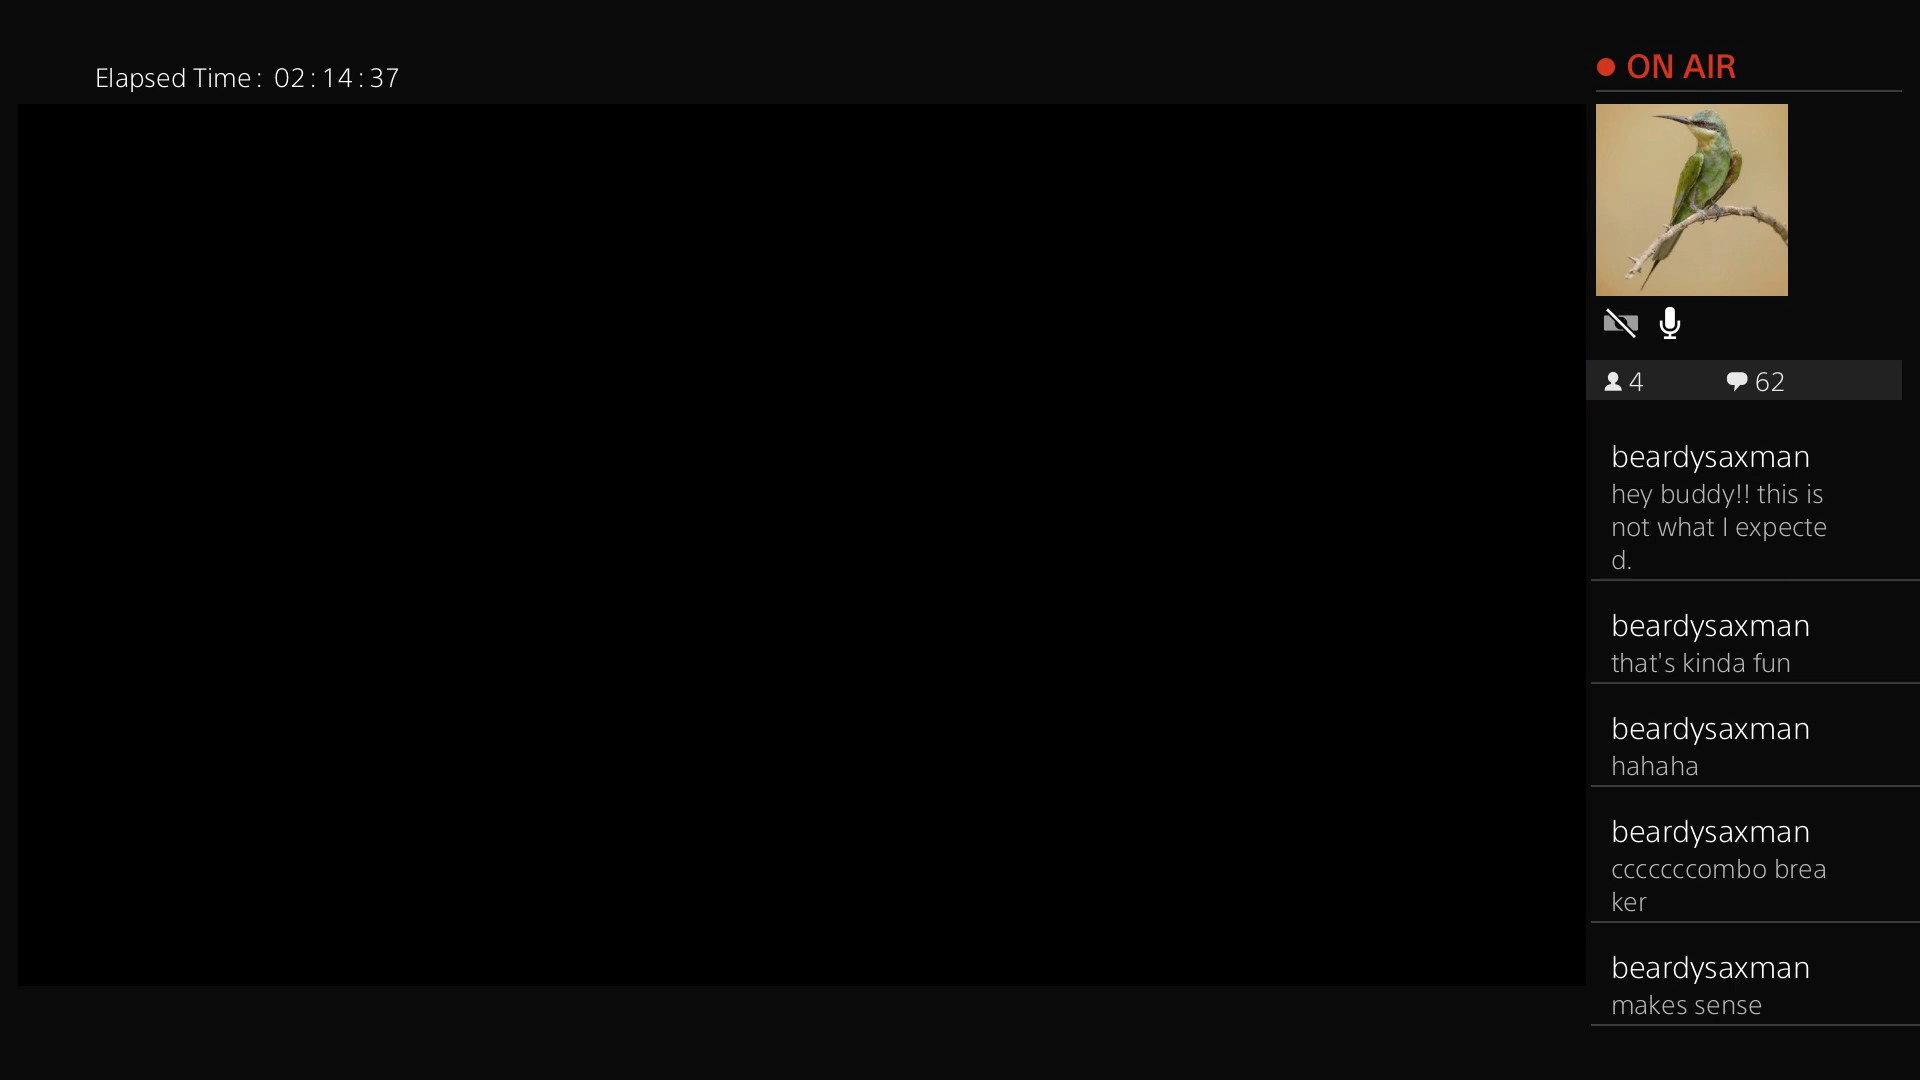 Elapsed Time: 02:14:37
ON AIR
4
62
beardysaxman
hey buddy!! this is
not what I expecte
d.
beardysaxman
that's kinda fun
beardysaxman
hahaha
beardysaxman
cccccccombo brea
ker
beardysaxman
makes sense